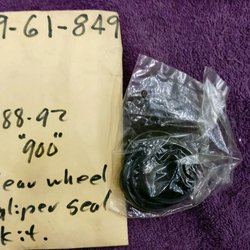 9-61-849
88-92
"900"
rear wheel
caliper seal
kit.